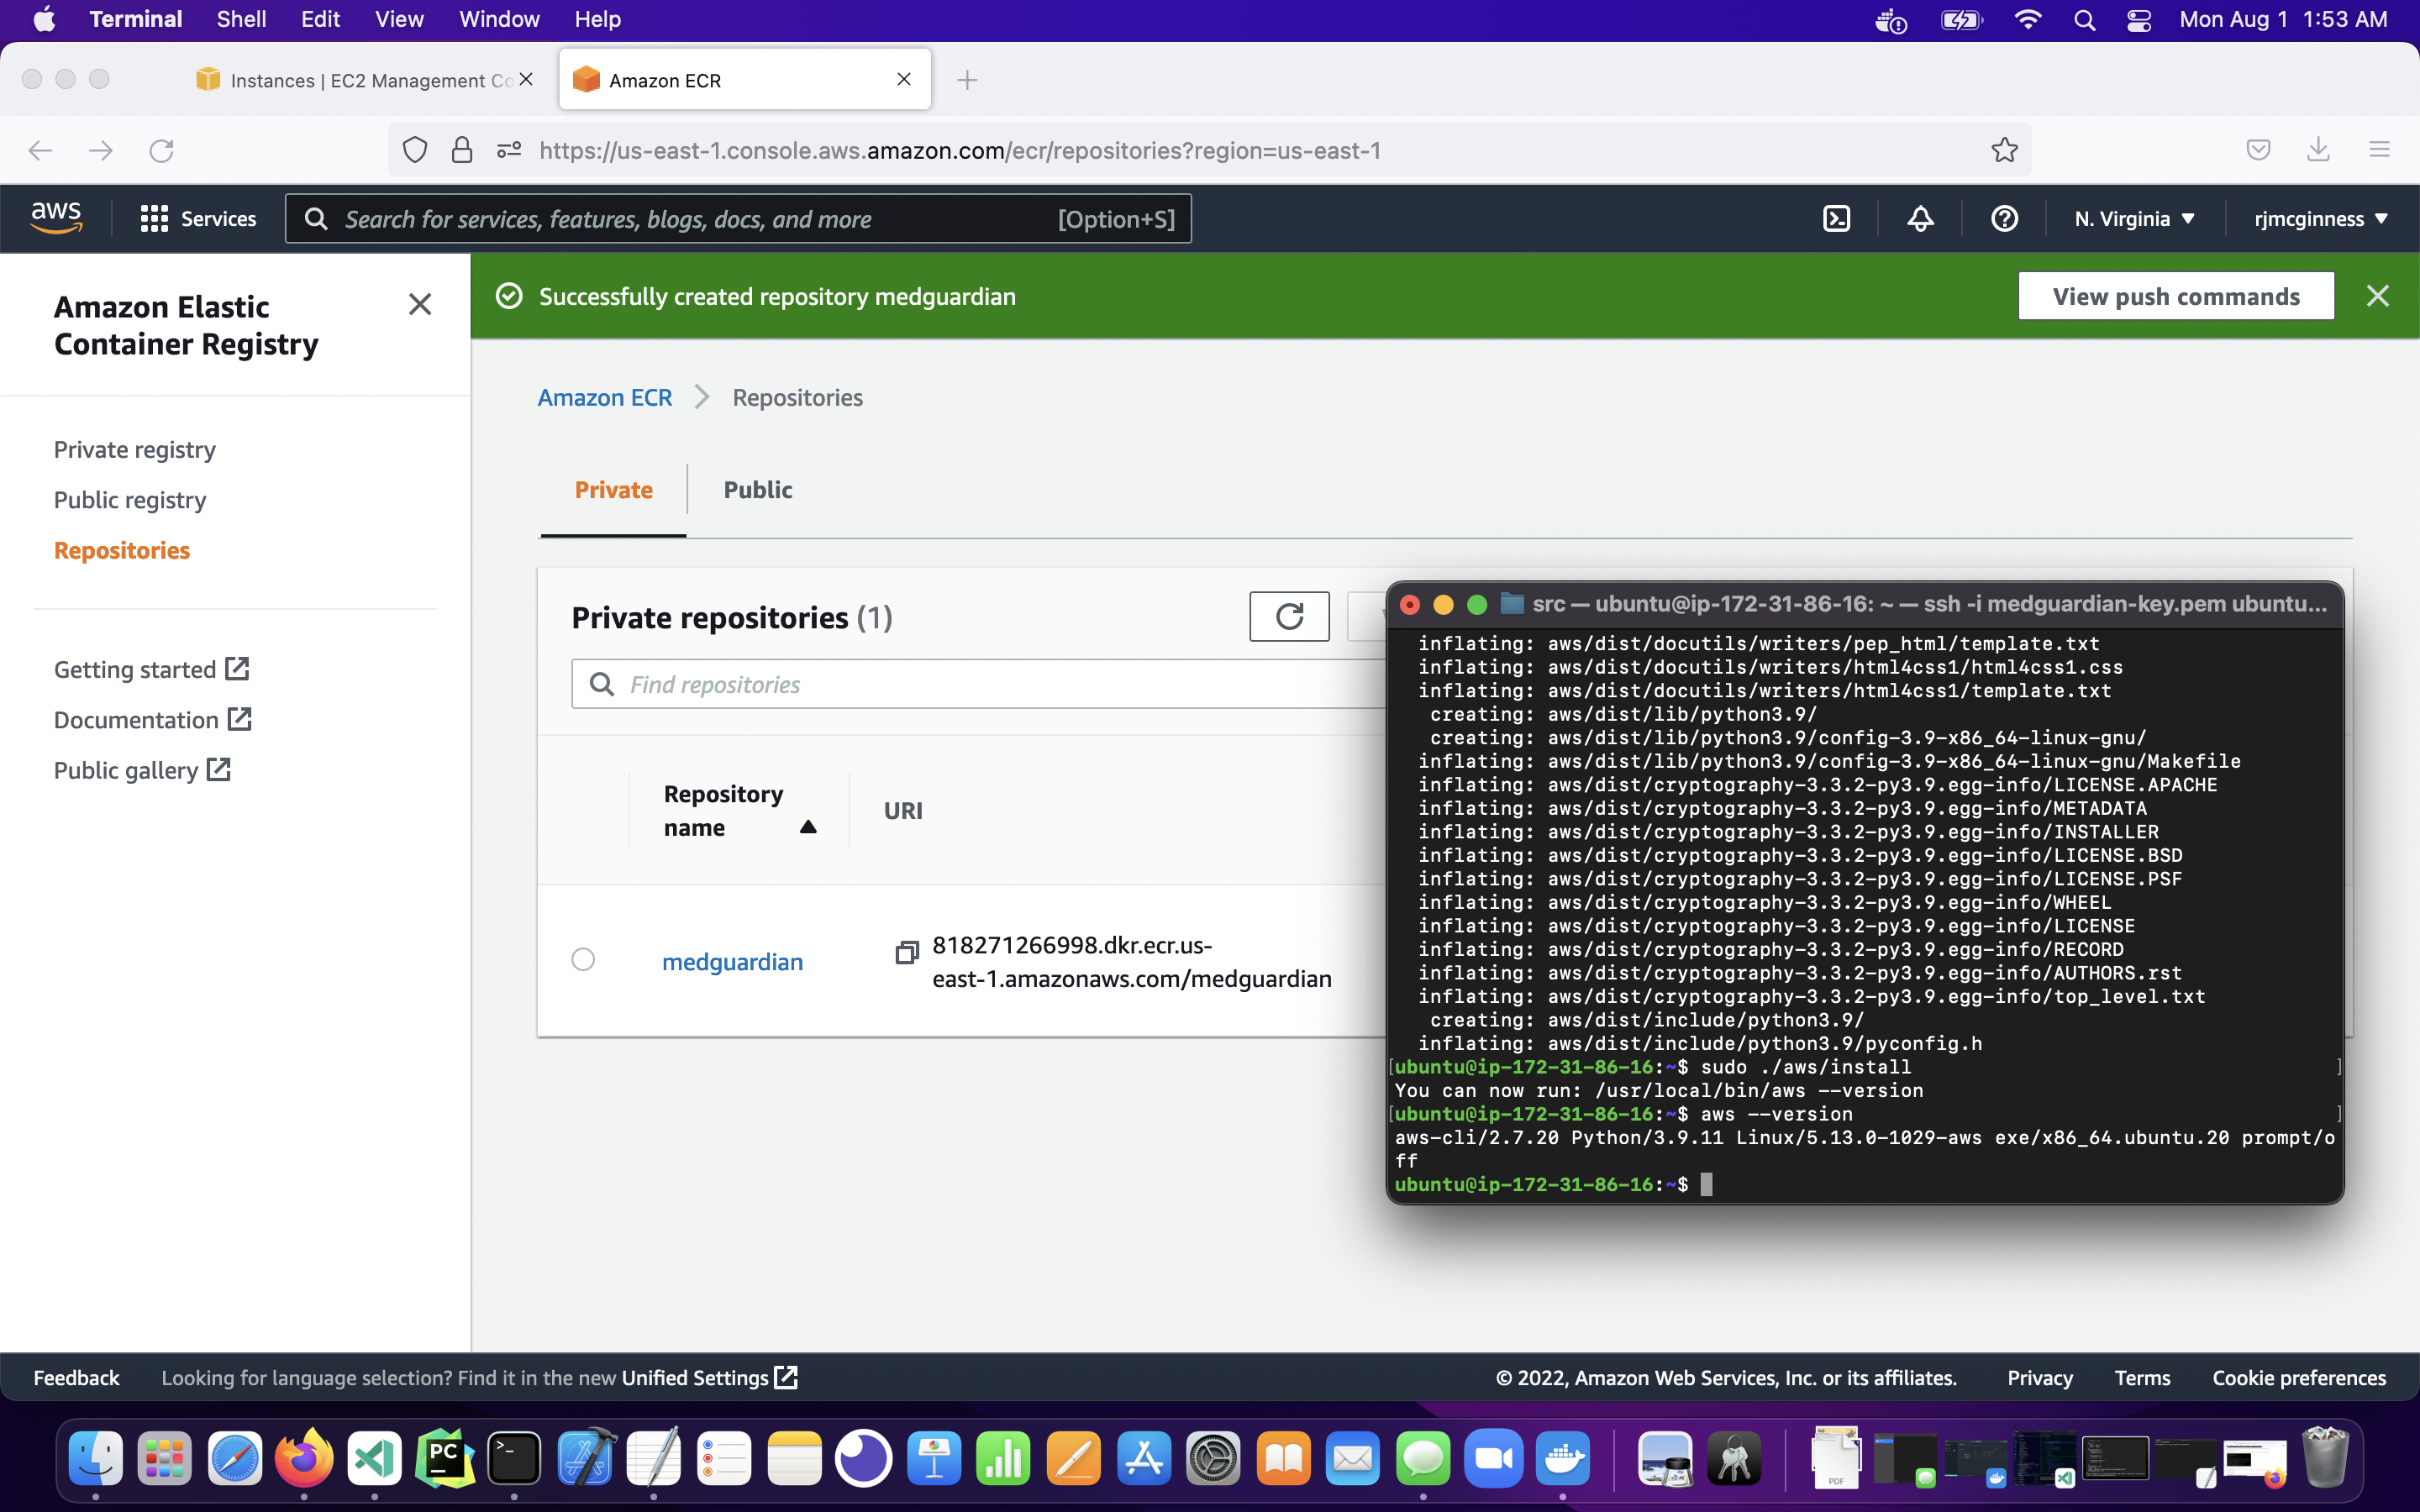 Terminal Shell Edit View Window Help Mon Aug 1 1:53 AM
Instances | EC2 Management Co
Amazon ECR
https://us-east-1.console.aws.amazon.com/ecr/repositories?region=us-east-1
aws Services Search for services, features, blogs, docs, and more [Option+S] N. Virginia ▼ rjmcginness ▼
Amazon Elastic
Container Registry
Private registry
Public registry
Repositories
Getting started
Documentation
Public gallery
Successfully created repository medguardian
View push commands
Amazon ECR > Repositories
Private
Public
Private repositories (1)
Find repositories
Repository
name
URI
medguardian
818271266998.dkr.ecr.us-
east-1.amazonaws.com/medguardian
src — ubuntu@ip-172-31-86-16: ~ — ssh -i medguardian-key.pem ubuntu...
inflating: aws/dist/docutils/writers/pep_html/template.txt
inflating: aws/dist/docutils/writers/html4css1/html4css1.css
inflating: aws/dist/docutils/writers/html4css1/template.txt
creating: aws/dist/lib/python3.9/
creating: aws/dist/lib/python3.9/config-3.9-x86_64-linux-gnu/
inflating: aws/dist/lib/python3.9/config-3.9-x86_64-linux-gnu/Makefile
inflating: aws/dist/cryptography-3.3.2-py3.9.egg-info/LICENSE.APACHE
inflating: aws/dist/cryptography-3.3.2-py3.9.egg-info/METADATA
inflating: aws/dist/cryptography-3.3.2-py3.9.egg-info/INSTALLER
inflating: aws/dist/cryptography-3.3.2-py3.9.egg-info/LICENSE.BSD
inflating: aws/dist/cryptography-3.3.2-py3.9.egg-info/LICENSE.PSF
inflating: aws/dist/cryptography-3.3.2-py3.9.egg-info/WHEEL
inflating: aws/dist/cryptography-3.3.2-py3.9.egg-info/LICENSE
inflating: aws/dist/cryptography-3.3.2-py3.9.egg-info/RECORD
inflating: aws/dist/cryptography-3.3.2-py3.9.egg-info/AUTHORS.rst
inflating: aws/dist/cryptography-3.3.2-py3.9.egg-info/top_level.txt
creating: aws/dist/include/python3.9/
inflating: aws/dist/include/python3.9/pyconfig.h
[ubuntu@ip-172-31-86-16:~$ sudo ./aws/install ]
You can now run: /usr/local/bin/aws --version
[ubuntu@ip-172-31-86-16:~$ aws --version ]
aws-cli/2.7.20 Python/3.9.11 Linux/5.13.0-1029-aws exe/x86_64.ubuntu.20 prompt/o
ff
ubuntu@ip-172-31-86-16:~$
Feedback Looking for language selection? Find it in the new Unified Settings © 2022, Amazon Web Services, Inc. or its affiliates. Privacy Terms Cookie preferences
PC
PDF